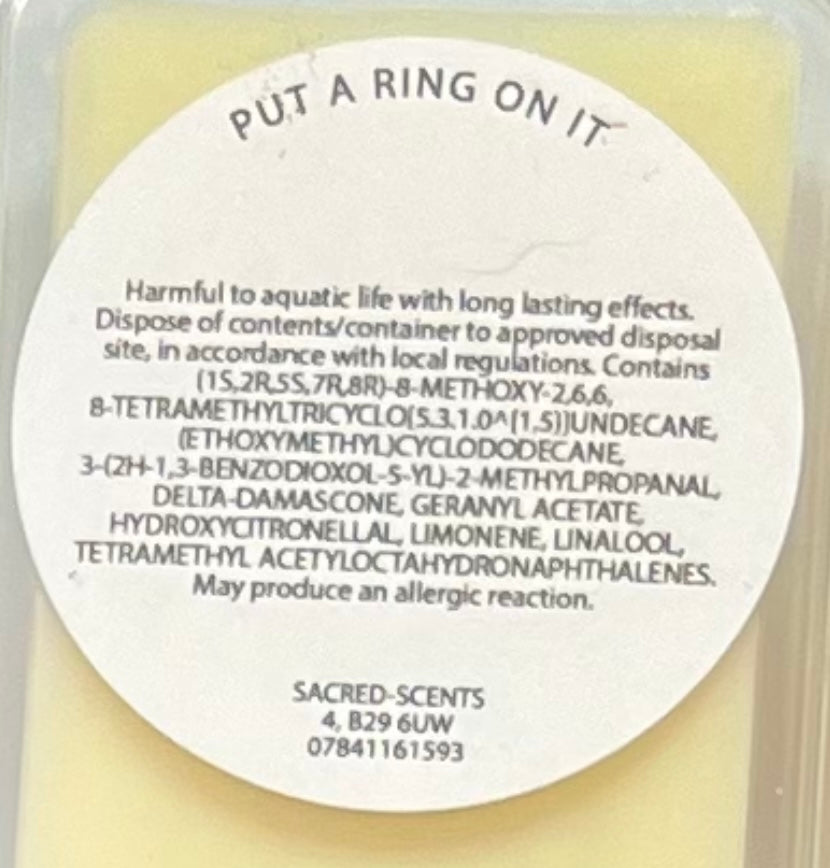 PUT A RING ON IT
Harmful to aquatic life with long lasting effects.
Dispose of contents/container to approved disposal
site, in accordance with local regulations. Contains
(1S,2R,5S,7R,8R)-8-METHOXY-2,6,6,
8-TETRAMETHYLTRICYCLO[5.3.1.0^[1,5)]UNDECANE,
(ETHOXYMETHYL)CYCLODODECANE,
3-(2H-1,3-BENZODIOXOL-5-YL)-2-METHYLPROPANAL,
DELTA-DAMASCONE, GERANYL ACETATE,
HYDROXYCITRONELLAL, LIMONENE, LINALOOL,
TETRAMETHYL ACETYLOCTAHYDRONAPHTHALENES.
May produce an allergic reaction.
SACRED-SCENTS
4, B29 6UW
07841161593